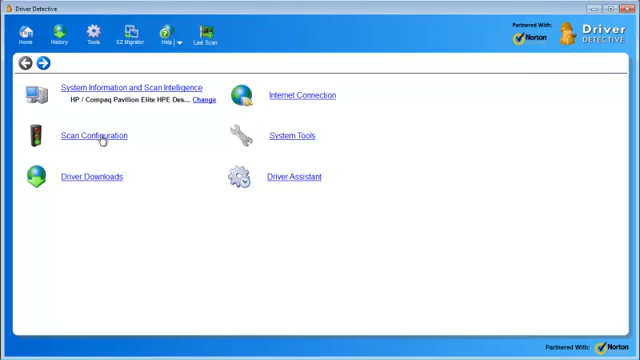 Driver Detective
Home
History
Tools
EZ Migrator
Help
Last Scan
Partnered With:
Norton
Driver
DETECTIVE
System Information and Scan Intelligence
HP / Compaq Pavilion Elite HPE Des... Change
Internet Connection
Scan Configuration
System Tools
Driver Downloads
Driver Assistant
Partnered With: Norton